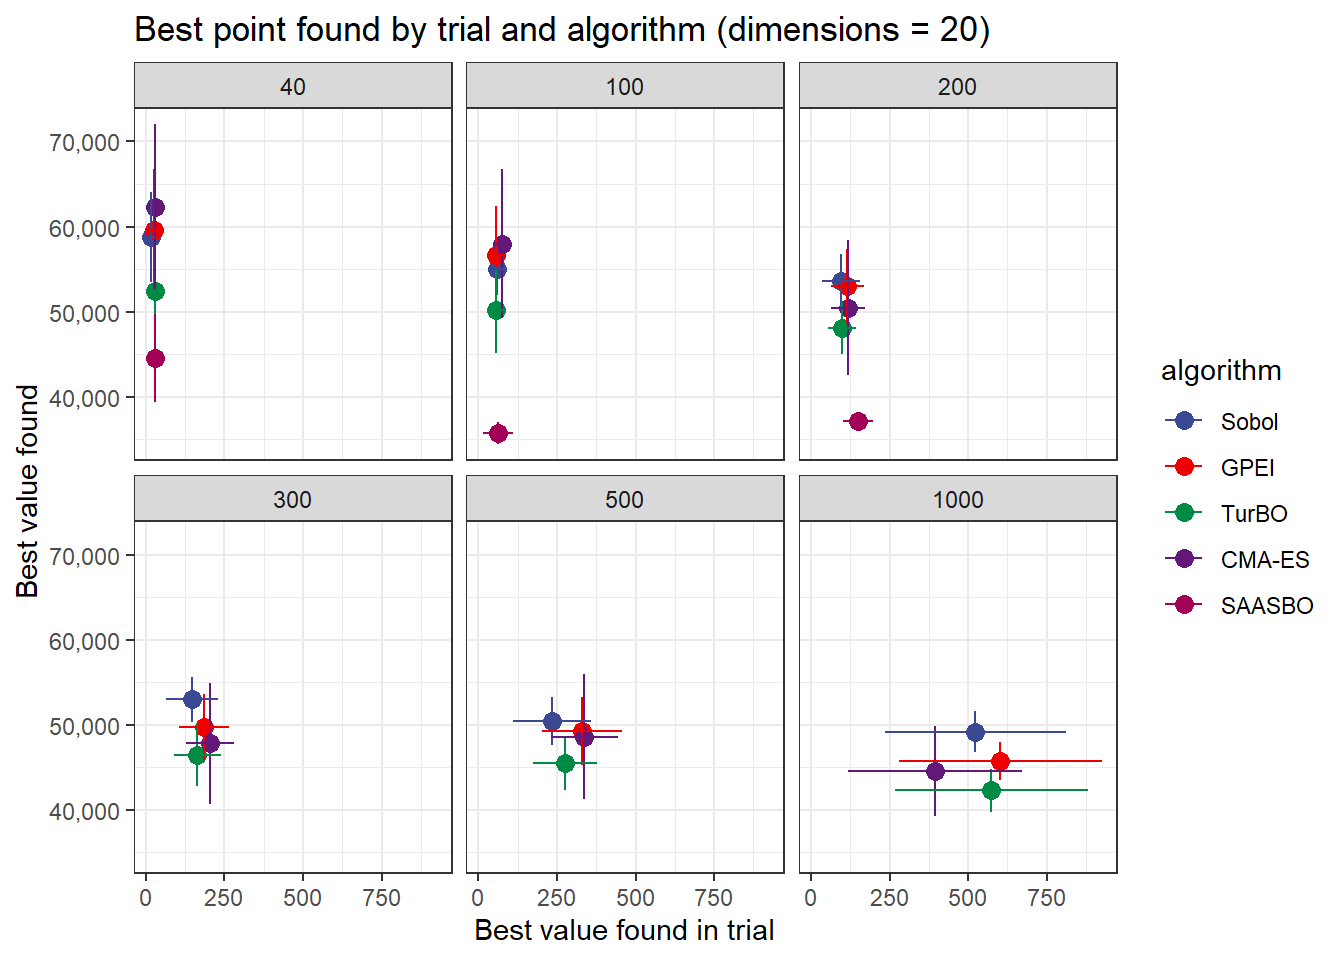 Best point found by trial and algorithm (dimensions = 20)
40
100
200
70,000
60,000
50,000
40,000
300
500
1000
70,000
60,000
50,000
40,000
0 250 500 750
0 250 500 750
0 250 500 750
Best value found in trial
Best value found
algorithm
Sobol
GPEI
TurBO
CMA-ES
SAASBO